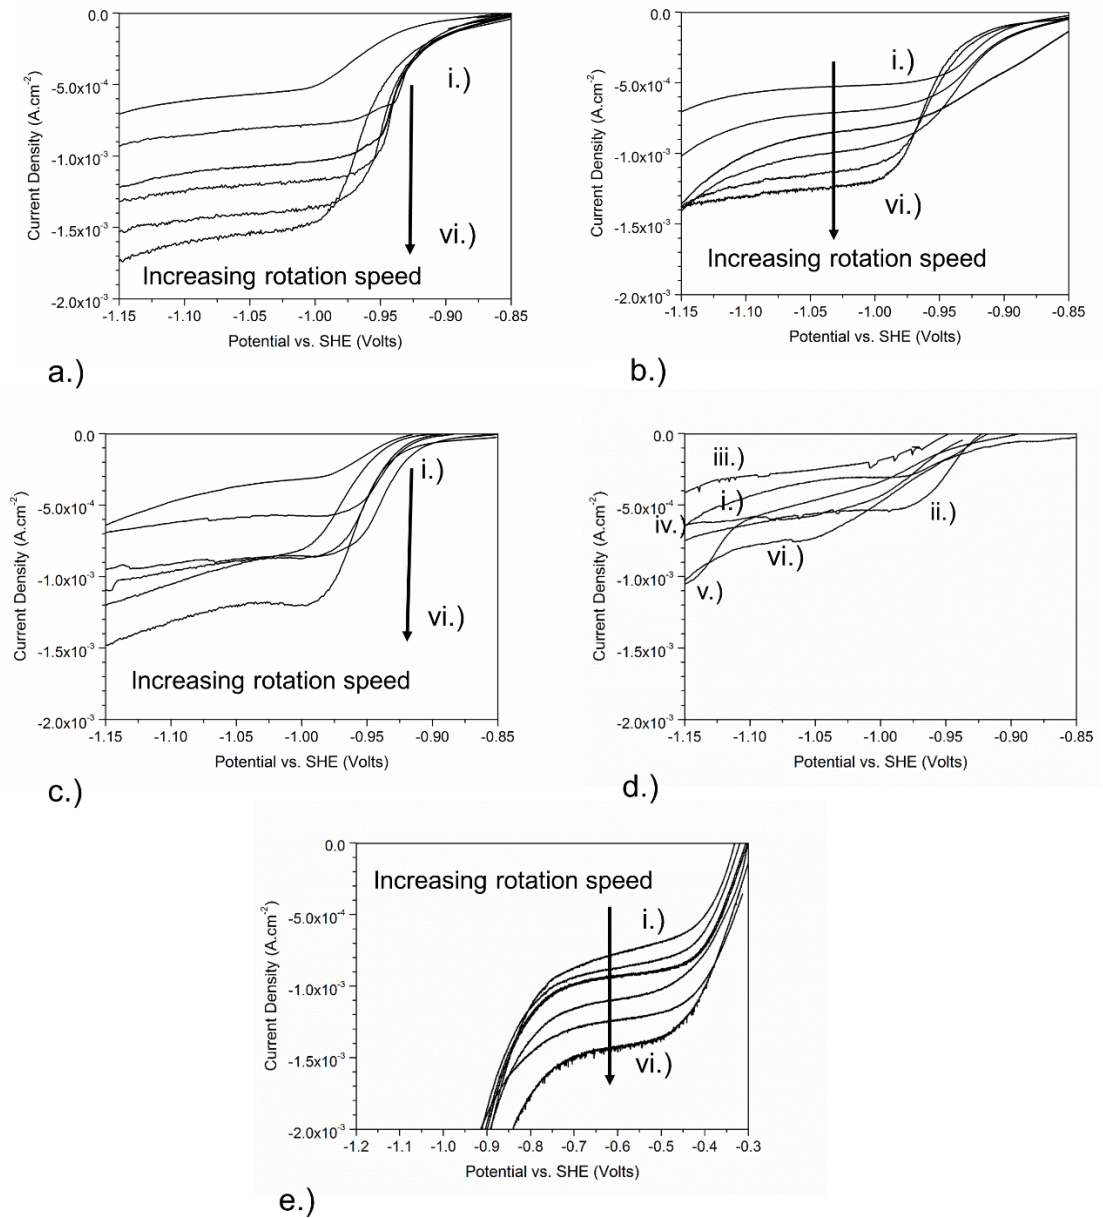 0.0
-5.0x10⁻⁴
-1.0x10⁻³
-1.5x10⁻³
-2.0x10⁻³
Current Density (A.cm⁻²)
i.)
vi.)
Increasing rotation speed
-1.15 -1.10 -1.05 -1.00 -0.95 -0.90 -0.85
Potential vs. SHE (Volts)
a.)
0.0
-5.0x10⁻⁴
-1.0x10⁻³
-1.5x10⁻³
-2.0x10⁻³
Current Density (A.cm⁻²)
i.)
vi.)
Increasing rotation speed
-1.15 -1.10 -1.05 -1.00 -0.95 -0.90 -0.85
Potential vs. SHE (Volts)
b.)
0.0
-5.0x10⁻⁴
-1.0x10⁻³
-1.5x10⁻³
-2.0x10⁻³
Current Density (A.cm⁻²)
i.)
vi.)
Increasing rotation speed
-1.15 -1.10 -1.05 -1.00 -0.95 -0.90 -0.85
Potential vs. SHE (Volts)
c.)
0.0
-5.0x10⁻⁴
-1.0x10⁻³
-1.5x10⁻³
-2.0x10⁻³
Current Density (A.cm⁻²)
iii.)
i.)
ii.)
iv.)
vi.)
v.)
-1.15 -1.10 -1.05 -1.00 -0.95 -0.90 -0.85
Potential vs. SHE (Volts)
d.)
0.0
-5.0x10⁻⁴
-1.0x10⁻³
-1.5x10⁻³
-2.0x10⁻³
Current Density (A.cm⁻²)
Increasing rotation speed
i.)
vi.)
-1.2 -1.1 -1.0 -0.9 -0.8 -0.7 -0.6 -0.5 -0.4 -0.3
Potential vs. SHE (Volts)
e.)